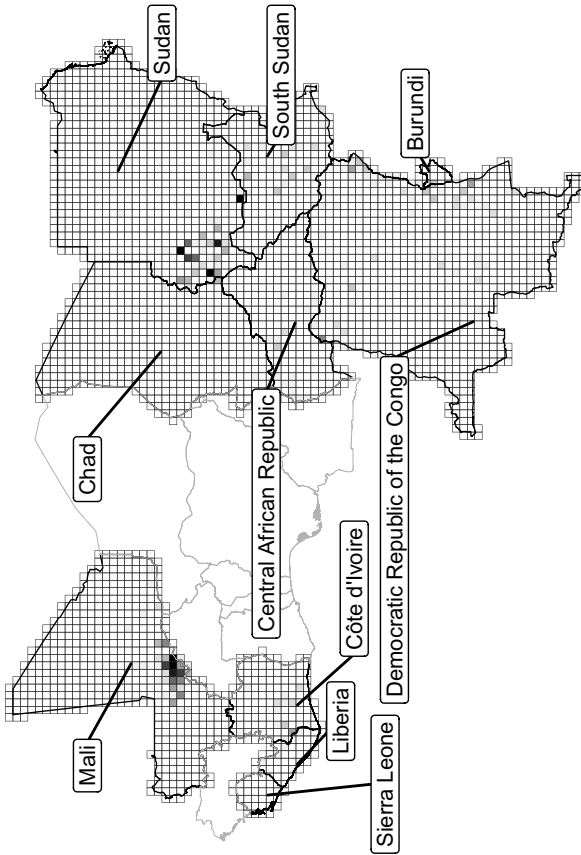 Mali
Chad
Sudan
South Sudan
Burundi
Central African Republic
Côte d'Ivoire
Democratic Republic of the Congo
Liberia
Sierra Leone